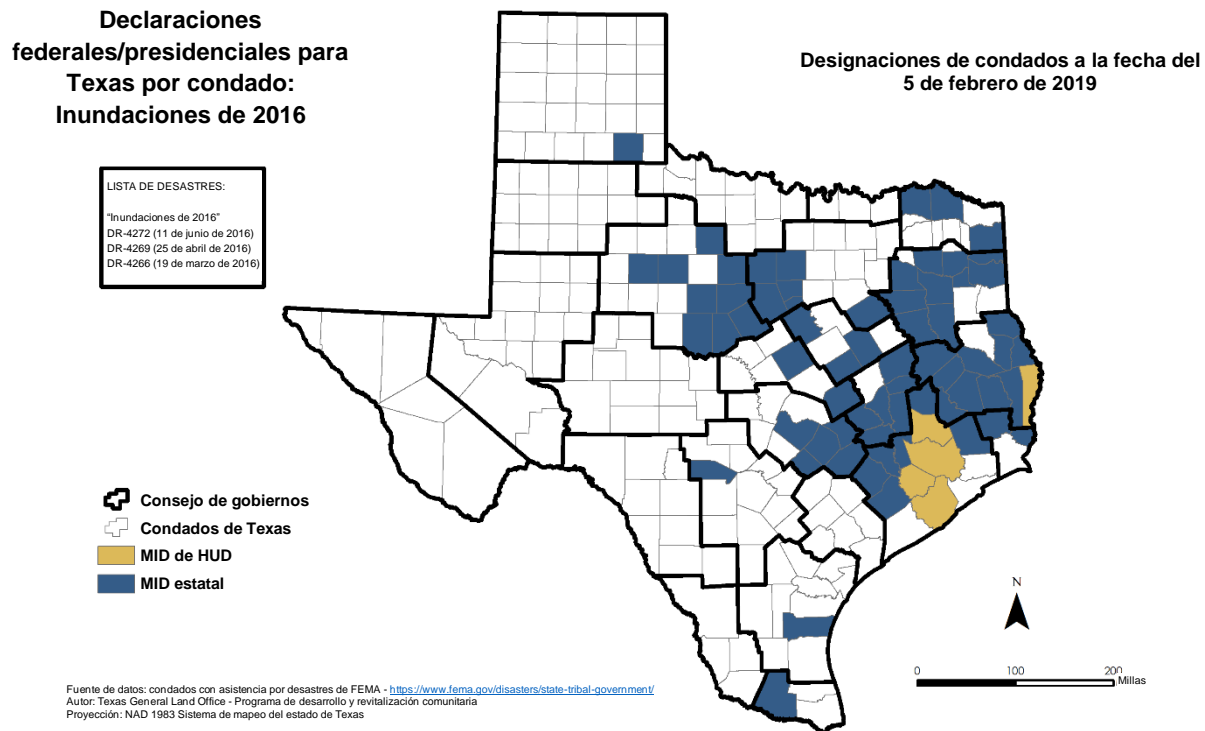 Declaraciones
federales/presidenciales para
Texas por condado:
Inundaciones de 2016
Designaciones de condados a la fecha del
5 de febrero de 2019
LISTA DE DESASTRES:
"Inundaciones de 2016"
DR-4272 (11 de junio de 2016)
DR-4269 (25 de abril de 2016)
DR-4266 (19 de marzo de 2016)
Consejo de gobiernos
Condados de Texas
MID de HUD
MID estatal
N
0 100 200
Millas
Fuente de datos: condados con asistencia por desastres de FEMA - https://www.fema.gov/disasters/state-tribal-government/
Autor: Texas General Land Office - Programa de desarrollo y revitalización comunitaria
Proyección: NAD 1983 Sistema de mapeo del estado de Texas